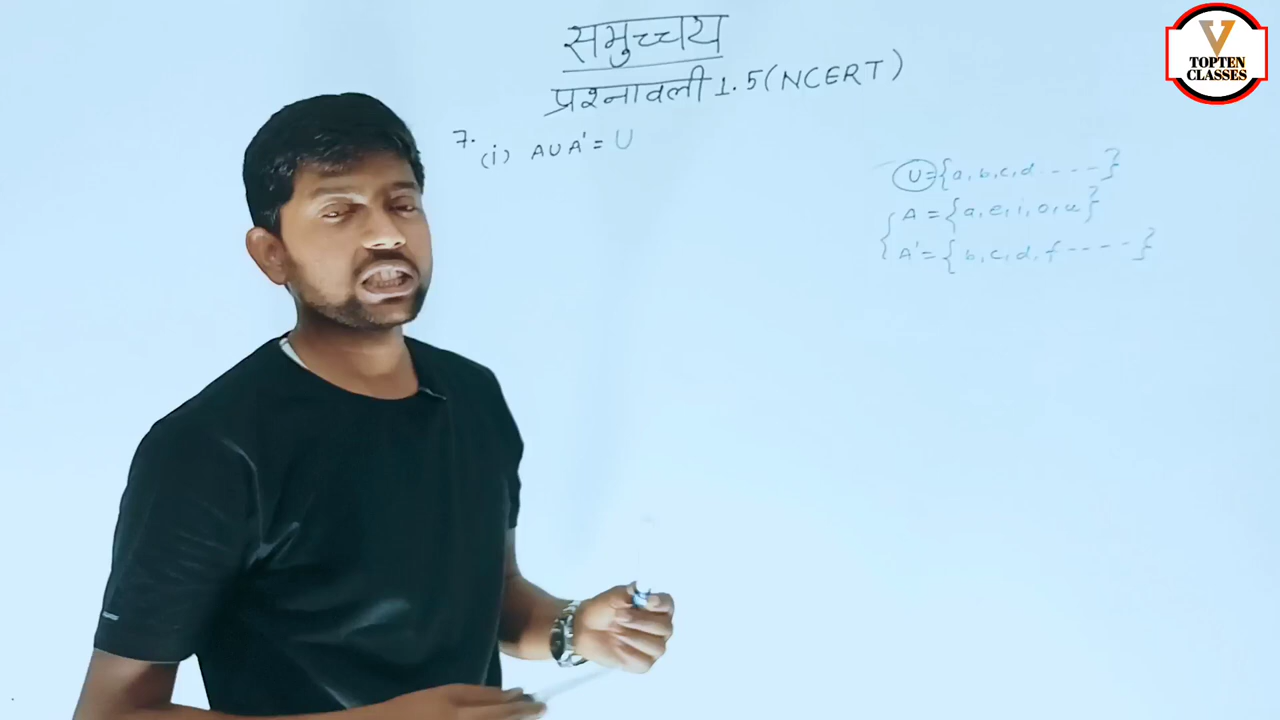 समुच्चय
प्रश्नावली 1.5 (NCERT)
7.
(i) A∪A' = U
U = {a, b, c, d - - - -}
A = {a, e, i, o, u}
A' = {b, c, d, f - - - - -}
V
TOPTEN
CLASSES